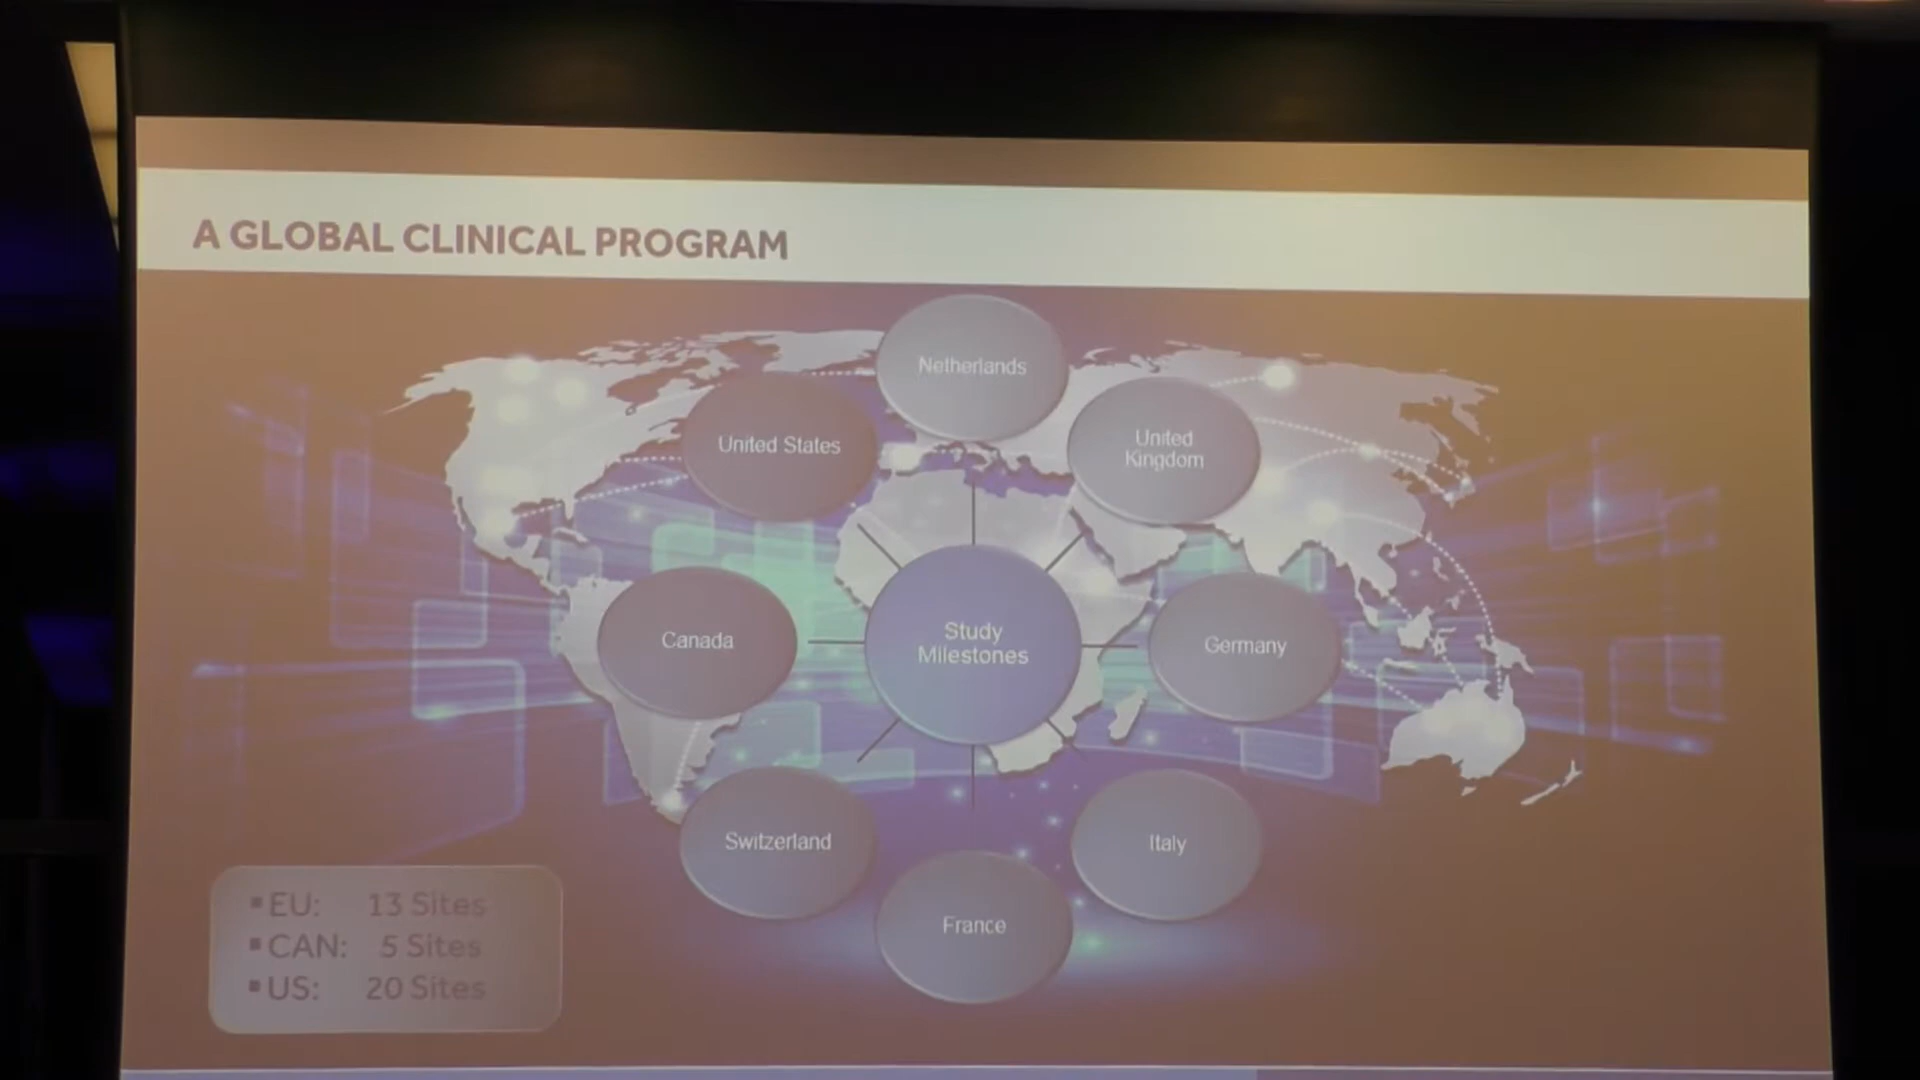 A GLOBAL CLINICAL PROGRAM
Netherlands
United States
United
Kingdom
Canada
Study
Milestones
Germany
Switzerland
Italy
France
▪ EU: 13 Sites
▪ CAN: 5 Sites
▪ US: 20 Sites